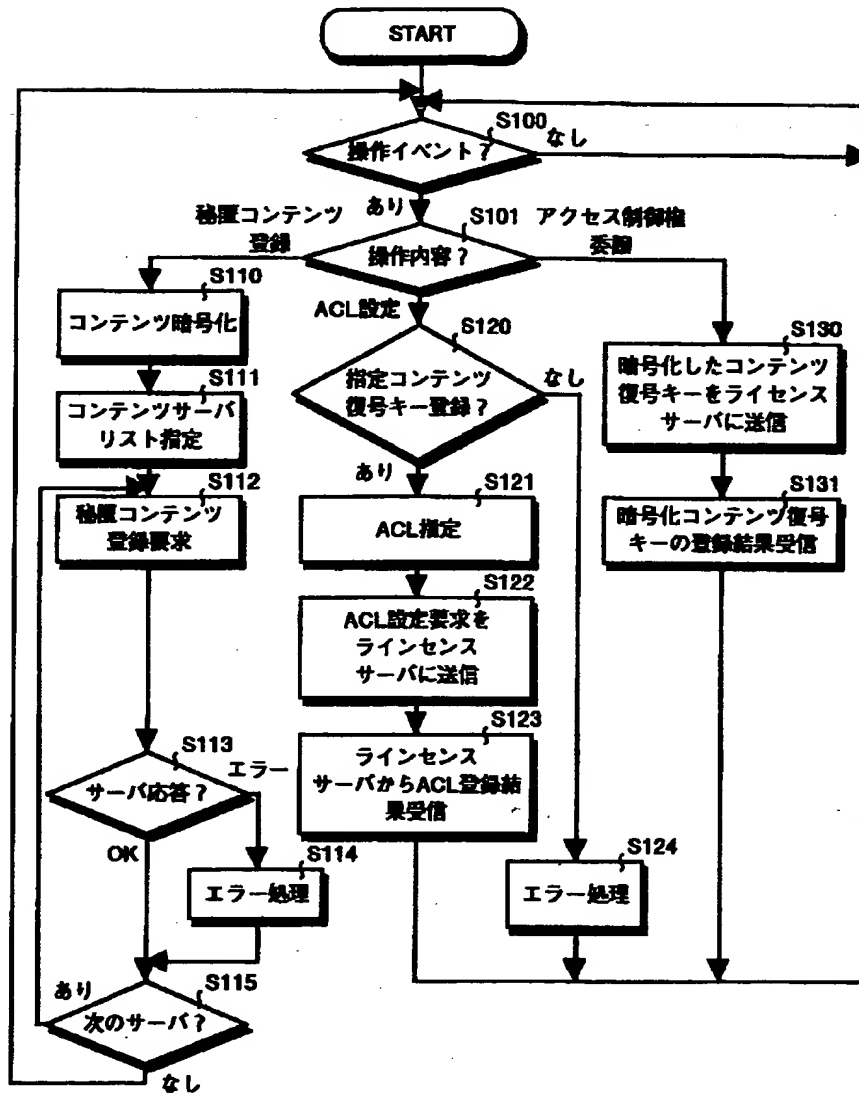 START
S100
操作イベント？
なし
あり
秘匿コンテンツ
登録
S101
アクセス制御権
委譲
操作内容？
S110
コンテンツ暗号化
ACL設定
S120
指定コンテンツ
復号キー登録？
なし
あり
S130
暗号化したコンテンツ
復号キーをライセンス
サーバに送信
S111
コンテンツサーバ
リスト指定
S112
秘匿コンテンツ
登録要求
S121
ACL指定
S131
暗号化コンテンツ復号
キーの登録結果受信
S122
ACL設定要求を
ラインセンス
サーバに送信
S123
ラインセンス
サーバからACL登録結
果受信
S113
サーバ応答？
エラー
OK
S114
エラー処理
S124
エラー処理
S115
次のサーバ？
あり
なし